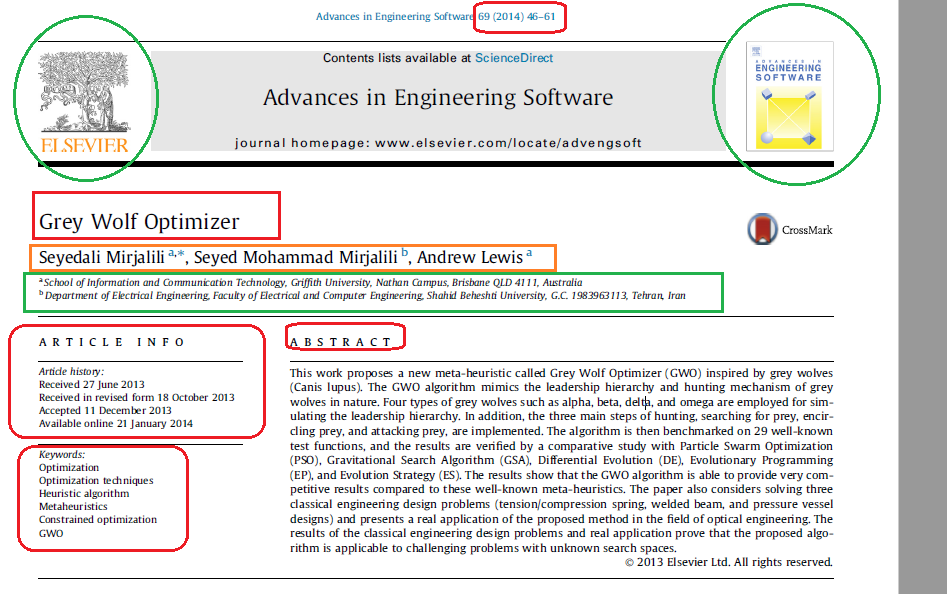 Advances in Engineering Software 69 (2014) 46–61
ELSEVIER
Contents lists available at ScienceDirect
Advances in Engineering Software
journal homepage: www.elsevier.com/locate/advengsoft
ADVANCES IN
ENGINEERING
SOFTWARE
Grey Wolf Optimizer
CrossMark
Seyedali Mirjalili a,*, Seyed Mohammad Mirjalili b, Andrew Lewis a
a School of Information and Communication Technology, Griffith University, Nathan Campus, Brisbane QLD 4111, Australia
b Department of Electrical Engineering, Faculty of Electrical and Computer Engineering, Shahid Beheshti University, G.C. 1983963113, Tehran, Iran
ARTICLE INFO
Article history:
Received 27 June 2013
Received in revised form 18 October 2013
Accepted 11 December 2013
Available online 21 January 2014
Keywords:
Optimization
Optimization techniques
Heuristic algorithm
Metaheuristics
Constrained optimization
GWO
ABSTRACT
This work proposes a new meta-heuristic called Grey Wolf Optimizer (GWO) inspired by grey wolves
(Canis lupus). The GWO algorithm mimics the leadership hierarchy and hunting mechanism of grey
wolves in nature. Four types of grey wolves such as alpha, beta, delta, and omega are employed for sim-
ulating the leadership hierarchy. In addition, the three main steps of hunting, searching for prey, encir-
cling prey, and attacking prey, are implemented. The algorithm is then benchmarked on 29 well-known
test functions, and the results are verified by a comparative study with Particle Swarm Optimization
(PSO), Gravitational Search Algorithm (GSA), Differential Evolution (DE), Evolutionary Programming
(EP), and Evolution Strategy (ES). The results show that the GWO algorithm is able to provide very com-
petitive results compared to these well-known meta-heuristics. The paper also considers solving three
classical engineering design problems (tension/compression spring, welded beam, and pressure vessel
designs) and presents a real application of the proposed method in the field of optical engineering. The
results of the classical engineering design problems and real application prove that the proposed algo-
rithm is applicable to challenging problems with unknown search spaces.
© 2013 Elsevier Ltd. All rights reserved.